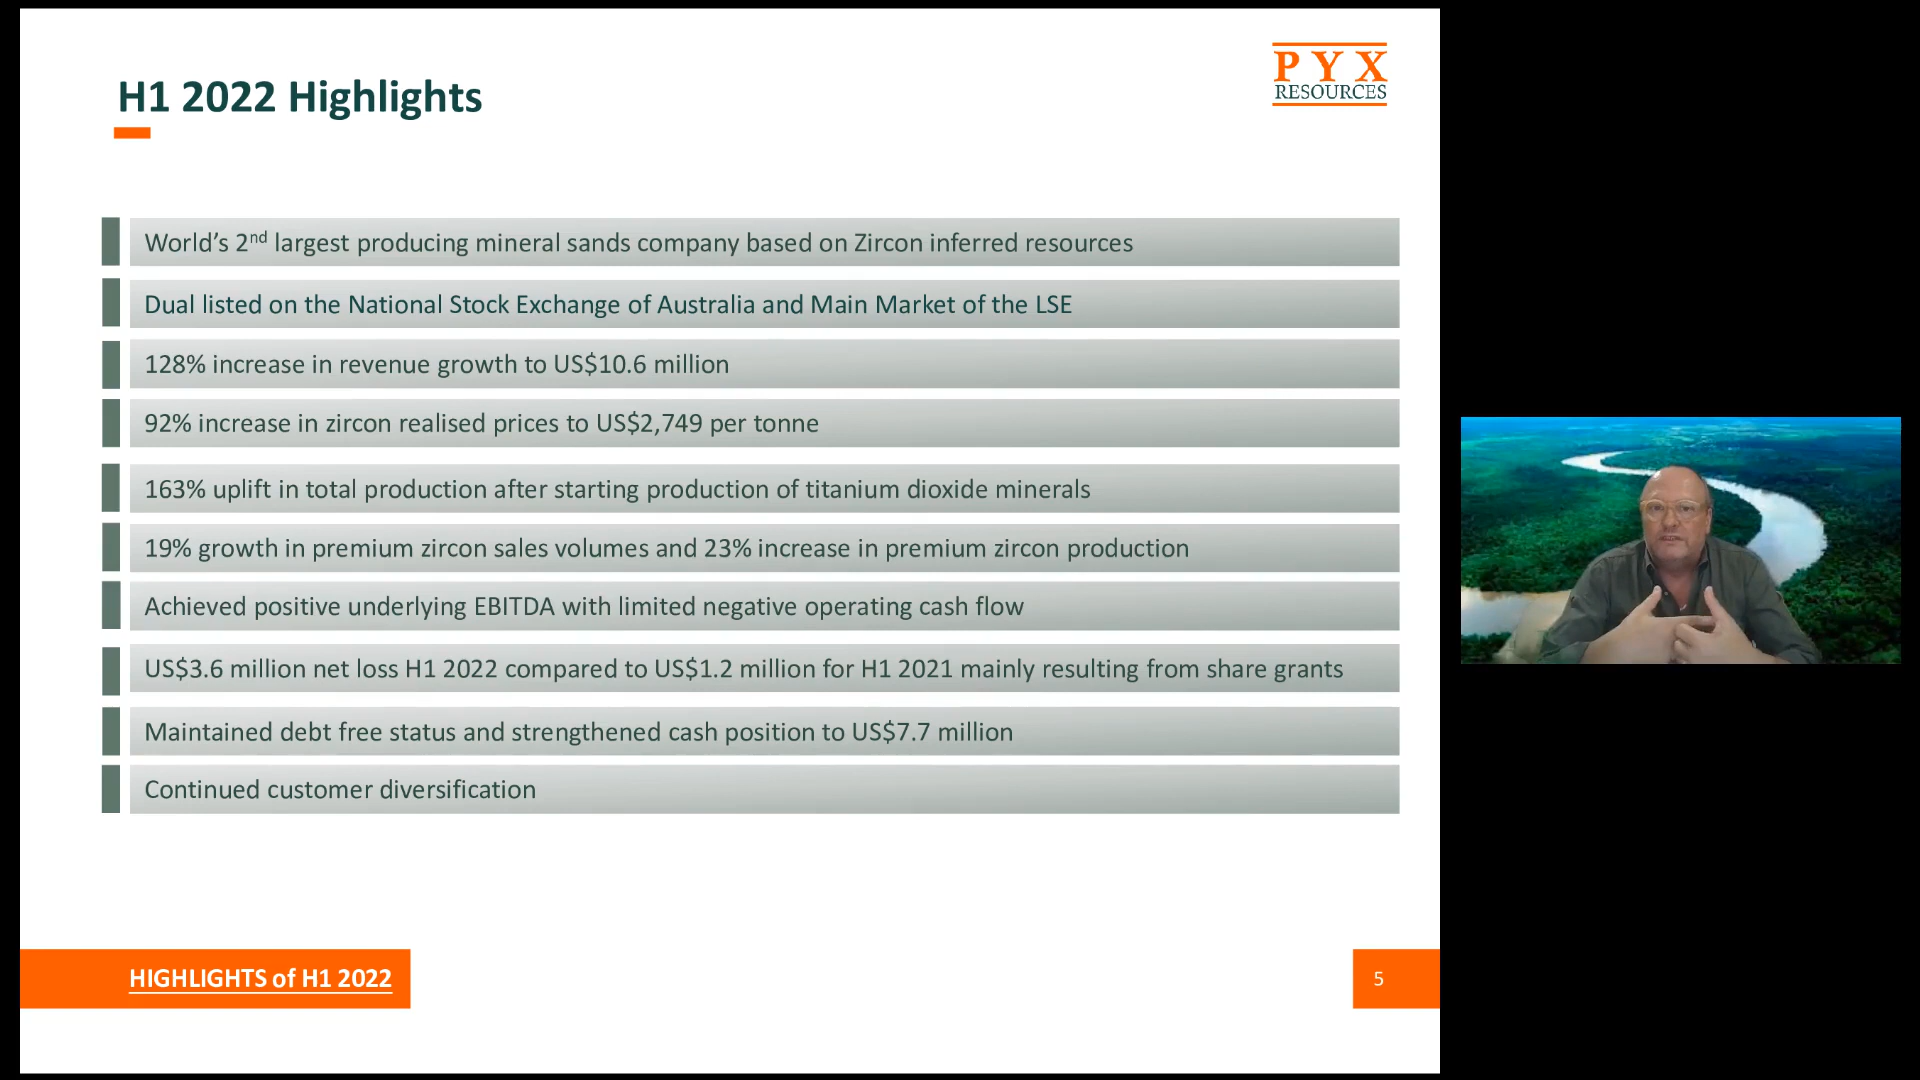 H1 2022 Highlights
PYX
RESOURCES
World’s 2nd largest producing mineral sands company based on Zircon inferred resources
Dual listed on the National Stock Exchange of Australia and Main Market of the LSE
128% increase in revenue growth to US$10.6 million
92% increase in zircon realised prices to US$2,749 per tonne
163% uplift in total production after starting production of titanium dioxide minerals
19% growth in premium zircon sales volumes and 23% increase in premium zircon production
Achieved positive underlying EBITDA with limited negative operating cash flow
US$3.6 million net loss H1 2022 compared to US$1.2 million for H1 2021 mainly resulting from share grants
Maintained debt free status and strengthened cash position to US$7.7 million
Continued customer diversification
HIGHLIGHTS of H1 2022
5